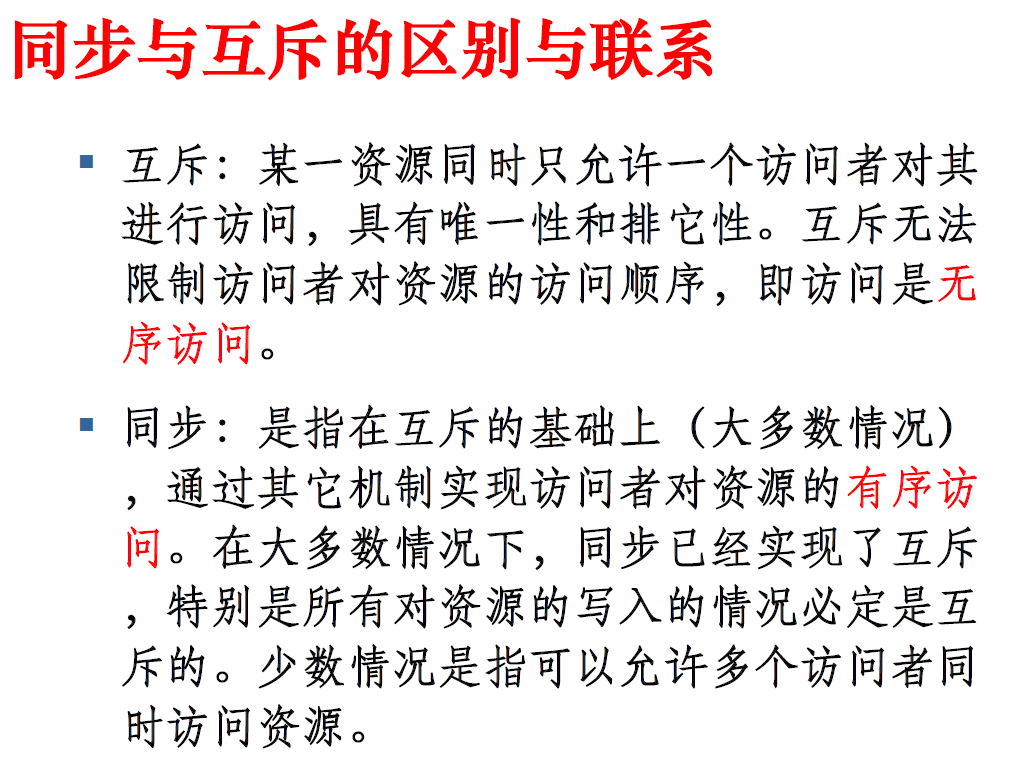 同步与互斥的区别与联系
互斥：某一资源同时只允许一个访问者对其
进行访问，具有唯一性和排它性。互斥无法
限制访问者对资源的访问顺序，即访问是无
序访问。
同步：是指在互斥的基础上（大多数情况）
，通过其它机制实现访问者对资源的有序访
问。在大多数情况下，同步已经实现了互斥
，特别是所有对资源的写入的情况必定是互
斥的。少数情况是指可以允许多个访问者同
时访问资源。